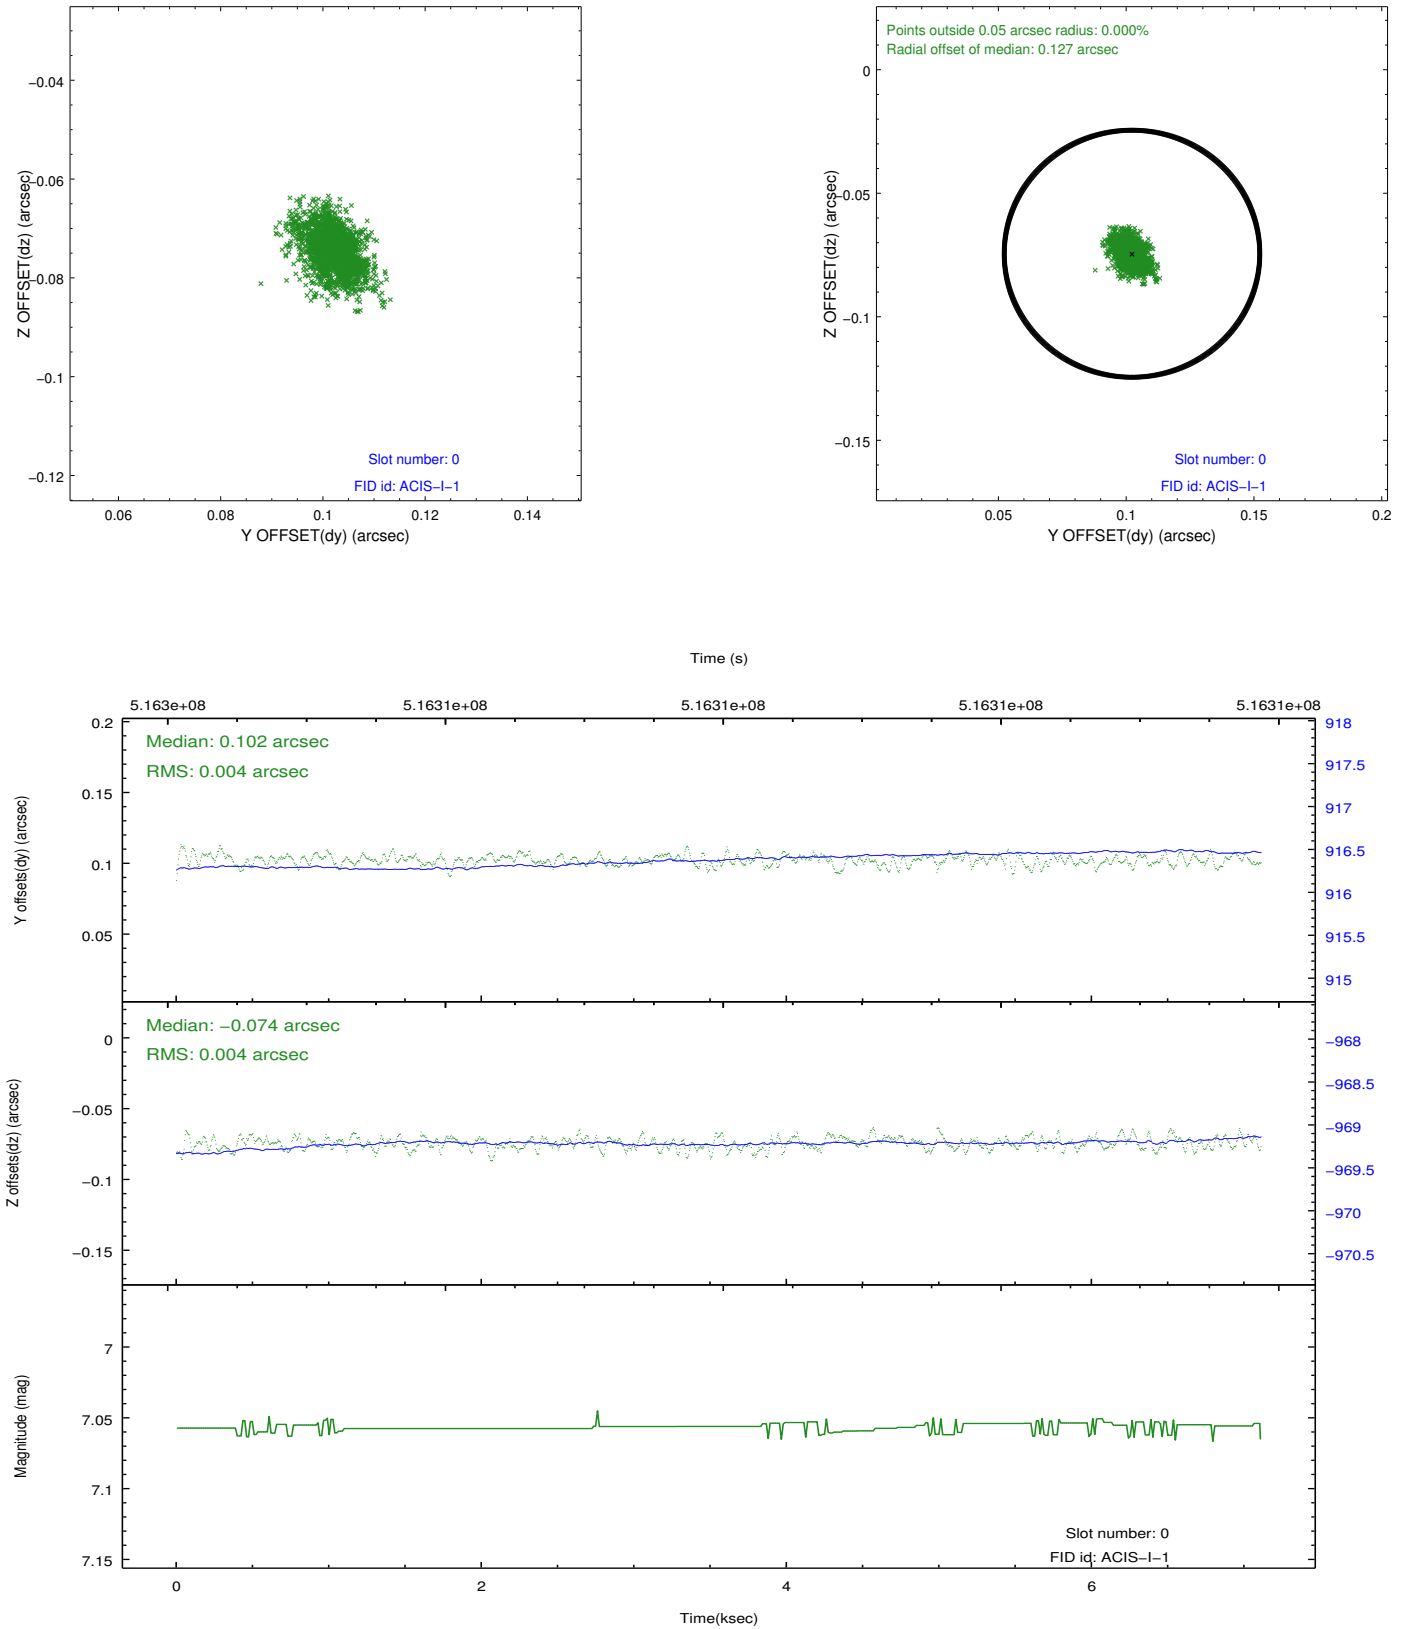 −0.04
−0.06
−0.08
−0.1
−0.12
Z OFFSET(dz) (arcsec)
Slot number: 0
FID id: ACIS−I−1
0.06 0.08 0.1 0.12 0.14
Y OFFSET(dy) (arcsec)
Points outside 0.05 arcsec radius: 0.000%
Radial offset of median: 0.127 arcsec
0
−0.05
−0.1
−0.15
Z OFFSET(dz) (arcsec)
Slot number: 0
FID id: ACIS−I−1
0.05 0.1 0.15 0.2
Y OFFSET(dy) (arcsec)
Time (s)
5.163e+08 5.1631e+08 5.1631e+08 5.1631e+08 5.1631e+08
Median: 0.102 arcsec
RMS: 0.004 arcsec
0.2
0.15
0.1
0.05
Y offsets(dy) (arcsec)
918
917.5
917
916.5
916
915.5
915
Median: −0.074 arcsec
RMS: 0.004 arcsec
0
−0.05
−0.1
−0.15
Z offsets(dz) (arcsec)
−968
−968.5
−969
−969.5
−970
−970.5
7
7.05
7.1
7.15
Magnitude (mag)
Slot number: 0
FID id: ACIS−I−1
0 2 4 6
Time(ksec)